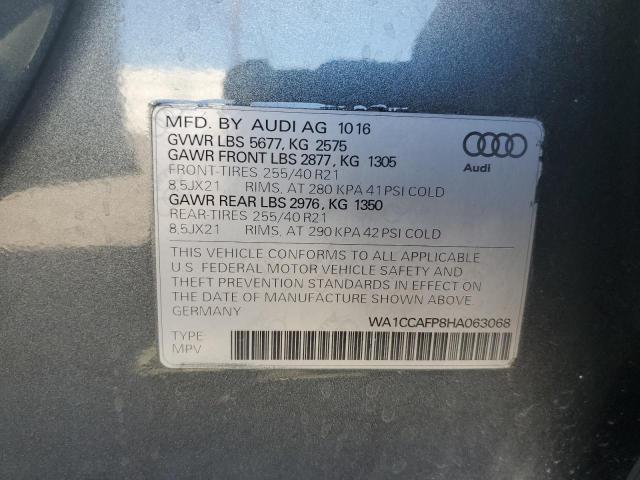 MFD. BY AUDI AG 10 16
GVWR LBS 5677, KG 2575
GAWR FRONT LBS 2877, KG 1305
FRONT-TIRES 255/40 R21
8,5JX21 RIMS, AT 280 KPA 41 PSI COLD
GAWR REAR LBS 2976, KG 1350
REAR-TIRES 255/40 R21
8,5JX21 RIMS, AT 290 KPA 42 PSI COLD
Audi
THIS VEHICLE CONFORMS TO ALL APPLICABLE
U.S. FEDERAL MOTOR VEHICLE SAFETY AND
THEFT PREVENTION STANDARDS IN EFFECT ON
THE DATE OF MANUFACTURE SHOWN ABOVE.
GERMANY
WA1CCAFP8HA063068
TYPE
MPV